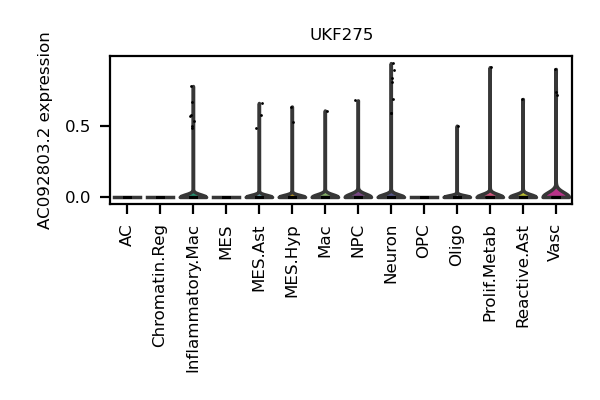 UKF275
AC092803.2 expression
0.5
0.0
AC
Chromatin.Reg
Inflammatory.Mac
MES
MES.Ast
MES.Hyp
Mac
NPC
Neuron
OPC
Oligo
Prolif.Metab
Reactive.Ast
Vasc